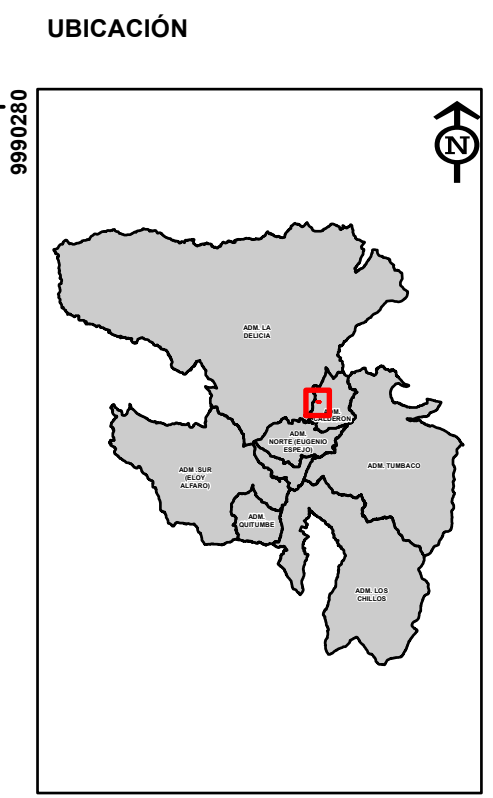 UBICACIÓN
9990280
N
ADM. LA
DELICIA
ADM.
CALDERÓN
ADM.
NORTE (EUGENIO
ESPEJO)
ADM. TUMBACO
ADM .SUR
(ELOY
ALFARO)
ADM.
QUITUMBE
ADM. LOS
CHILLOS